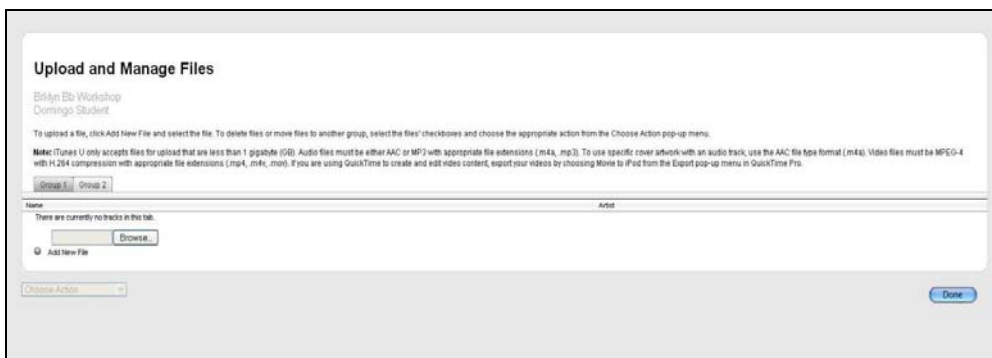 Upload and Manage Files
Brklyn Bb Workshop
Domingo Student
To upload a file, click Add New File and select the file. To delete files or move files to another group, select the files' checkboxes and choose the appropriate action from the Choose Action pop-up menu.
Note: iTunes U only accepts files for upload that are less than 1 gigabyte (GB). Audio files must be either AAC or MP3 with appropriate file extensions (.m4a, .mp3). To use specific cover artwork with an audio track, use the AAC file type format (.m4a). Video files must be MPEG-4
with H.264 compression with appropriate file extensions (.mp4, .m4v, .mov). If you are using QuickTime to create and edit video content, export your videos by choosing Movie to iPod from the Export pop-up menu in QuickTime Pro.
Group 1 Group 2
Name Artist
There are currently no tracks in this tab.
Browse...
Add New File
Choose Action
Done